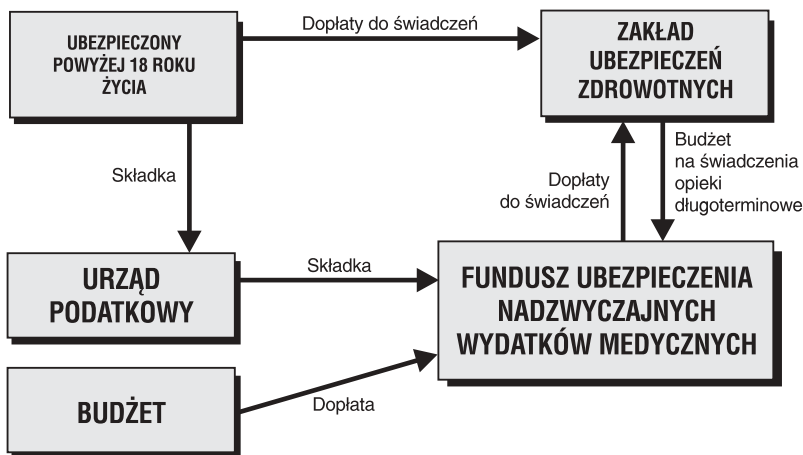 UBEZPIECZONY
POWYŻEJ 18 ROKU
ŻYCIA
Dopłaty do świadczeń
ZAKŁAD
UBEZPIECZEŃ
ZDROWOTNYCH
Składka
Dopłaty
do świadczeń
Budżet
na świadczenia
opieki
długoterminowe
URZĄD
PODATKOWY
Składka
FUNDUSZ UBEZPIECZENIA
NADZWYCZAJNYCH
WYDATKÓW MEDYCZNYCH
BUDŻET
Dopłata